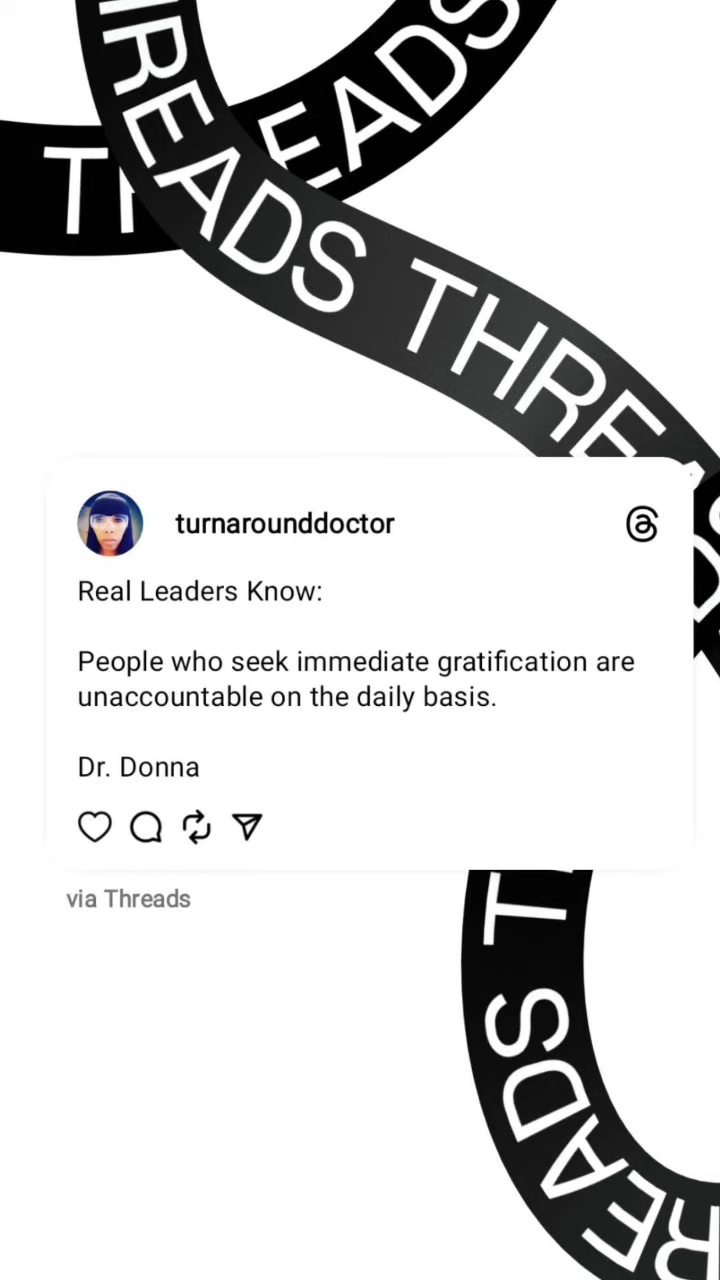 THREADS
THREADS THREADS
turnarounddoctor
Real Leaders Know:
People who seek immediate gratification are
unaccountable on the daily basis.
Dr. Donna
via Threads
THREADS